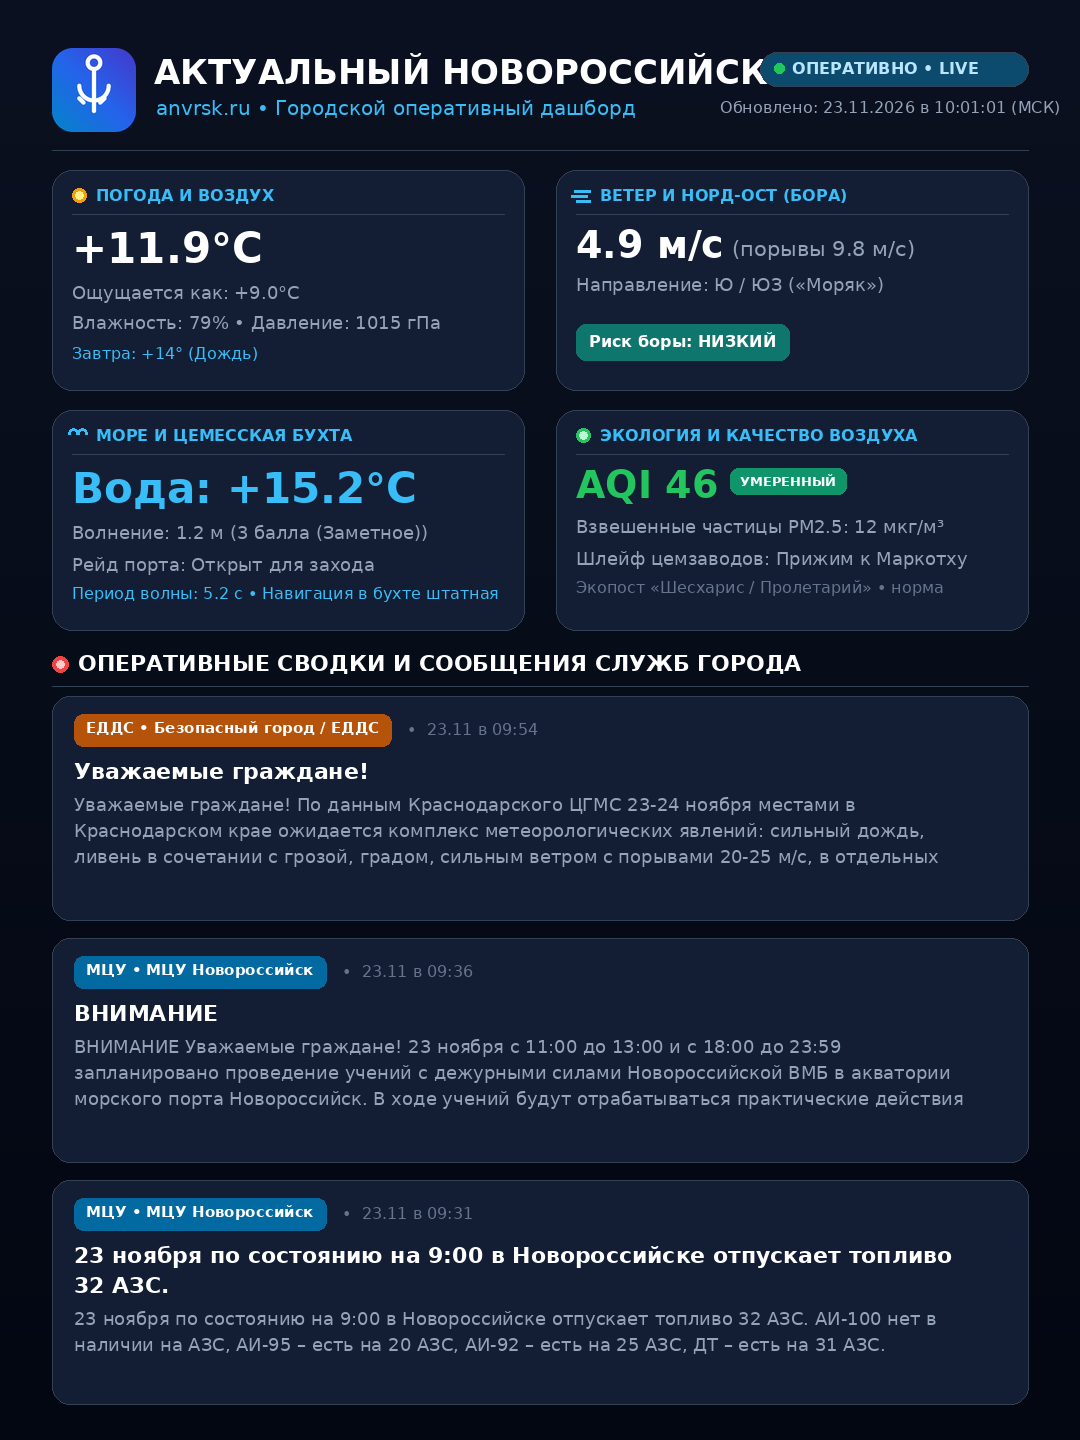 АКТУАЛЬНЫЙ НОВОРОССИЙСК
ОПЕРАТИВНО • LIVE
anvrsk.ru • Городской оперативный дашборд
Обновлено: 23.11.2026 в 10:01:01 (МСК)
ПОГОДА И ВОЗДУХ
+11.9°C
Ощущается как: +9.0°C
Влажность: 79% • Давление: 1015 гПа
Завтра: +14° (Дождь)
ВЕТЕР И НОРД-ОСТ (БОРА)
4.9 м/с (порывы 9.8 м/с)
Направление: Ю / ЮЗ («Моряк»)
Риск боры: НИЗКИЙ
МОРЕ И ЦЕМЕССКАЯ БУХТА
Вода: +15.2°C
Волнение: 1.2 м (3 балла (Заметное))
Рейд порта: Открыт для захода
Период волны: 5.2 с • Навигация в бухте штатная
ЭКОЛОГИЯ И КАЧЕСТВО ВОЗДУХА
AQI 46 УМЕРЕННЫЙ
Взвешенные частицы PM2.5: 12 мкг/м³
Шлейф цемзаводов: Прижим к Маркотху
Экопост «Шесхарис / Пролетарий» • норма
ОПЕРАТИВНЫЕ СВОДКИ И СООБЩЕНИЯ СЛУЖБ ГОРОДА
ЕДДС • Безопасный город / ЕДДС • 23.11 в 09:54
Уважаемые граждане!
Уважаемые граждане! По данным Краснодарского ЦГМС 23-24 ноября местами в
Краснодарском крае ожидается комплекс метеорологических явлений: сильный дождь,
ливень в сочетании с грозой, градом, сильным ветром с порывами 20-25 м/с, в отдельных
МЦУ • МЦУ Новороссийск • 23.11 в 09:36
ВНИМАНИЕ
ВНИМАНИЕ Уважаемые граждане! 23 ноября с 11:00 до 13:00 и с 18:00 до 23:59
запланировано проведение учений с дежурными силами Новороссийской ВМБ в акватории
морского порта Новороссийск. В ходе учений будут отрабатываться практические действия
МЦУ • МЦУ Новороссийск • 23.11 в 09:31
23 ноября по состоянию на 9:00 в Новороссийске отпускает топливо
32 АЗС.
23 ноября по состоянию на 9:00 в Новороссийске отпускает топливо 32 АЗС. АИ-100 нет в
наличии на АЗС, АИ-95 – есть на 20 АЗС, АИ-92 – есть на 25 АЗС, ДТ – есть на 31 АЗС.